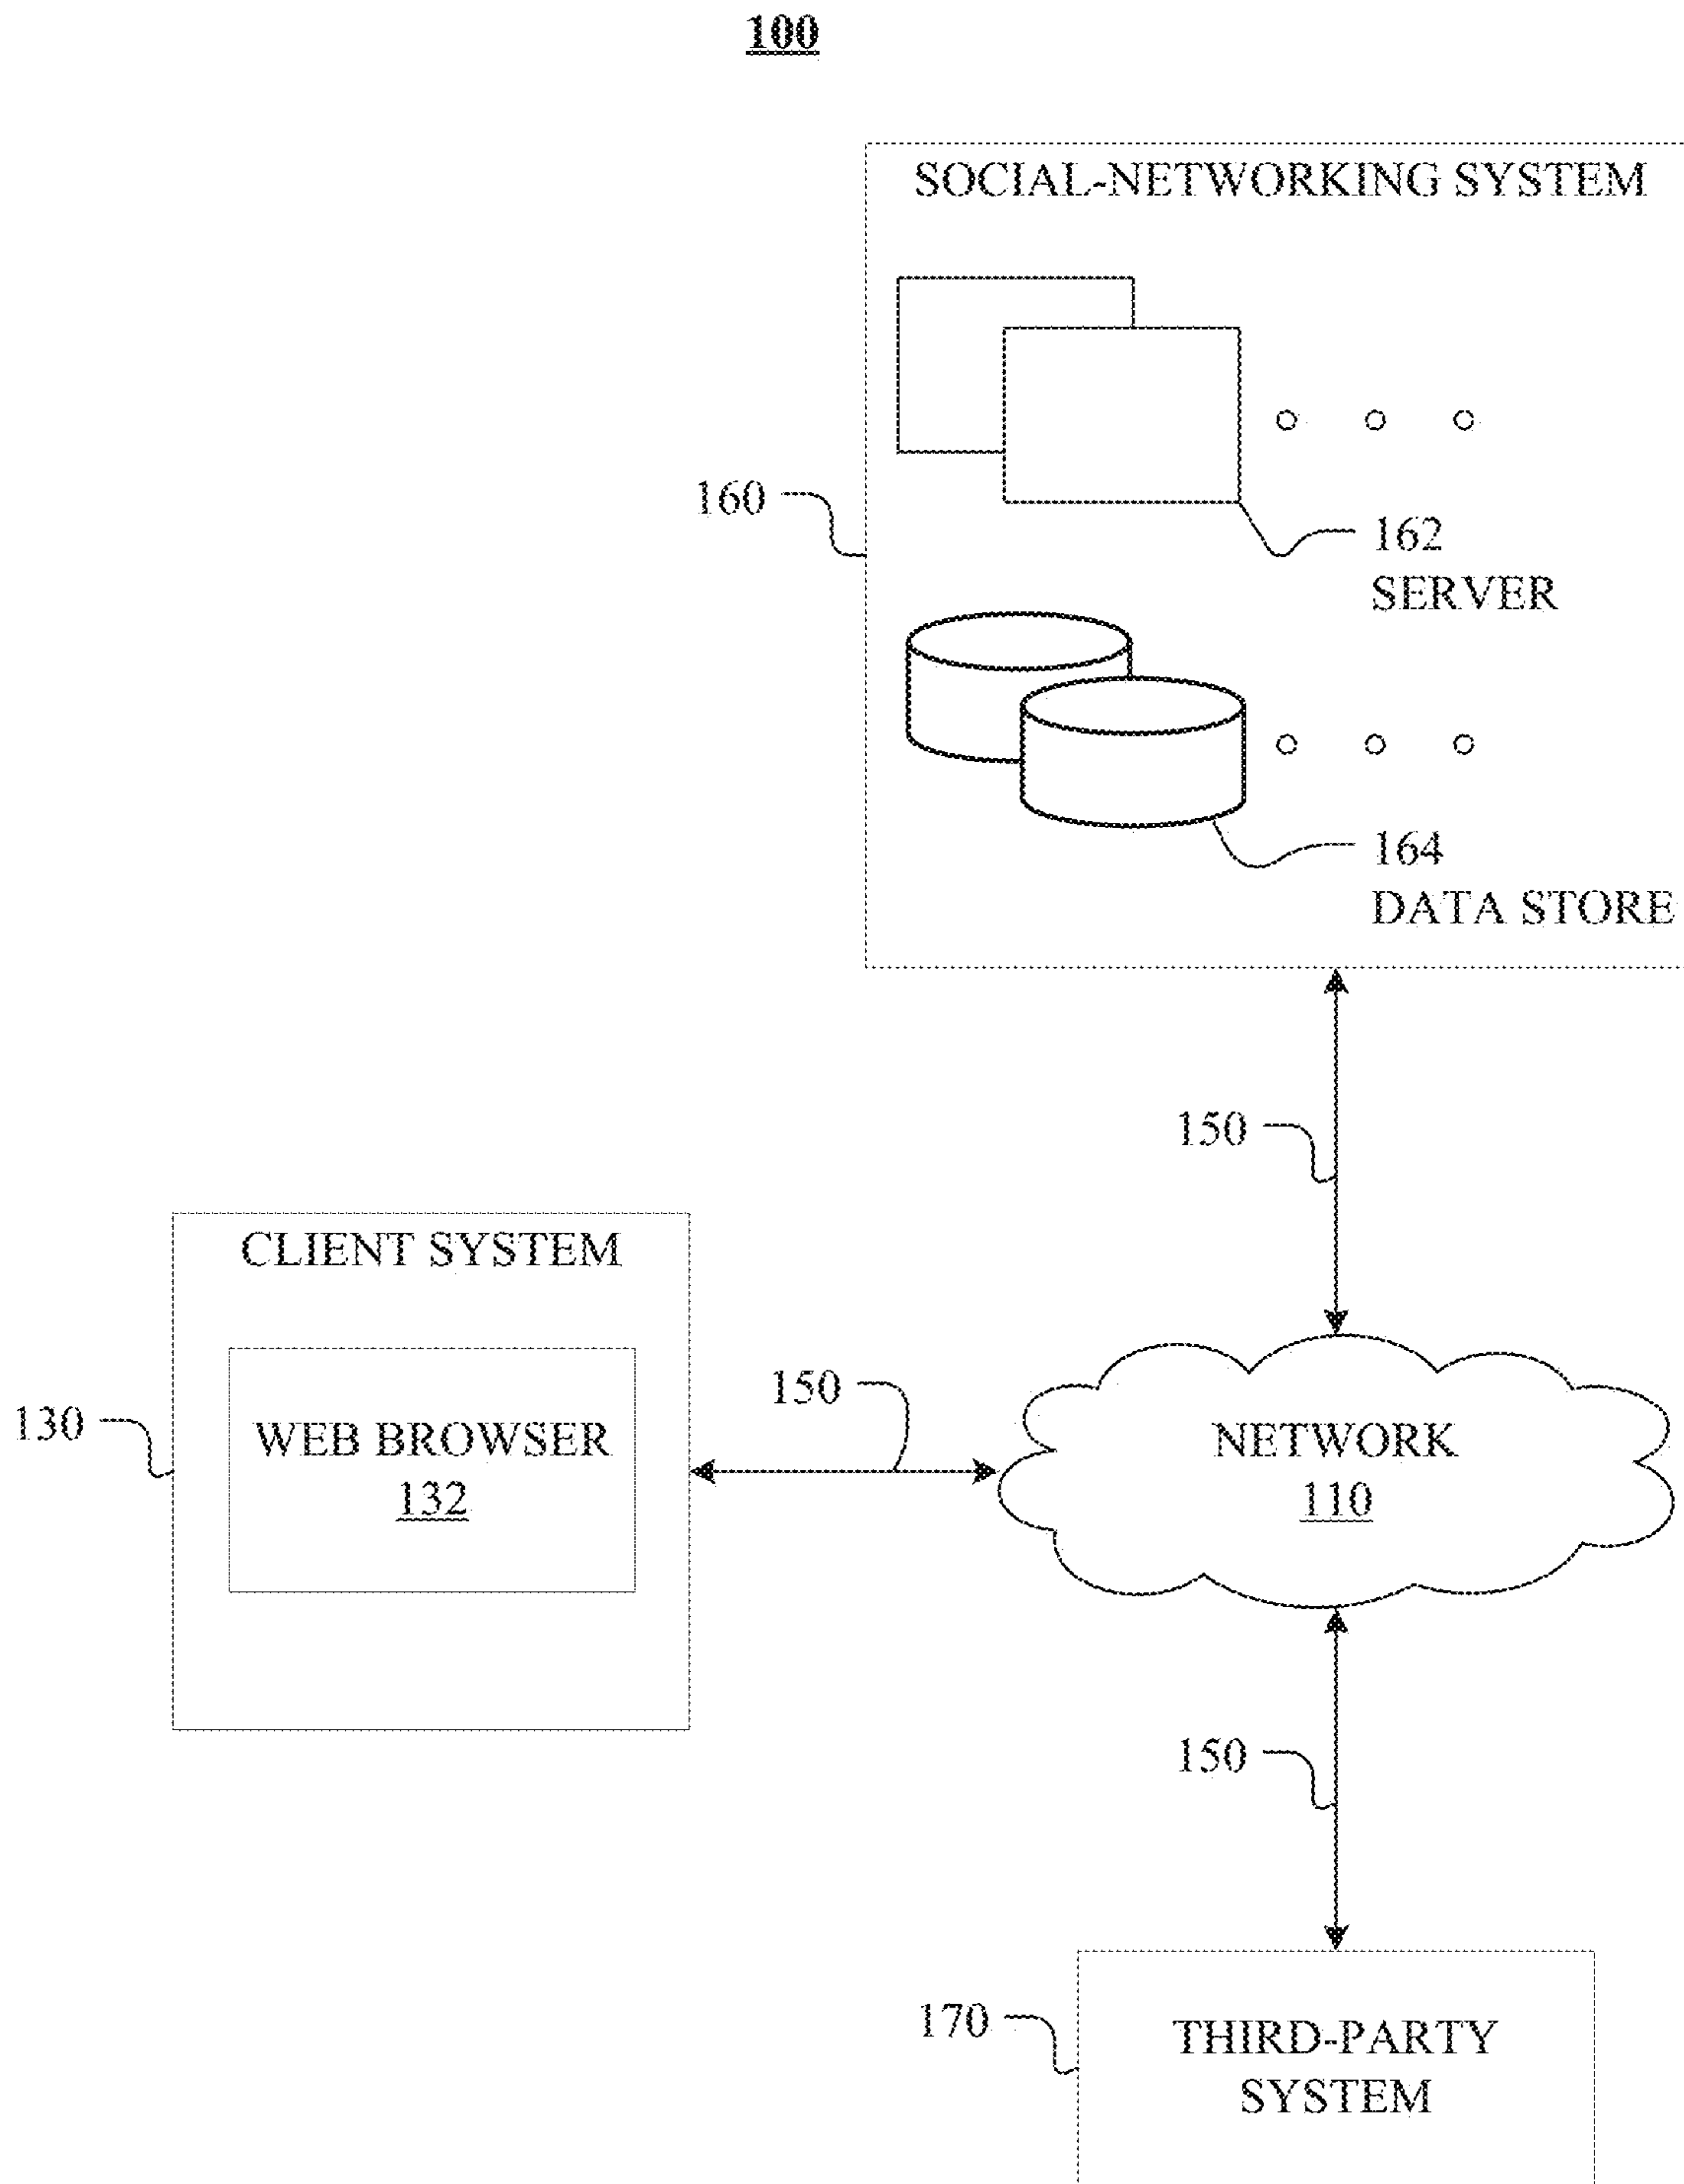 100
SOCIAL-NETWORKING SYSTEM
160
162
SERVER
164
DATA STORE
150
CLIENT SYSTEM
130
WEB BROWSER
132
150
NETWORK
110
150
170
THIRD-PARTY
SYSTEM